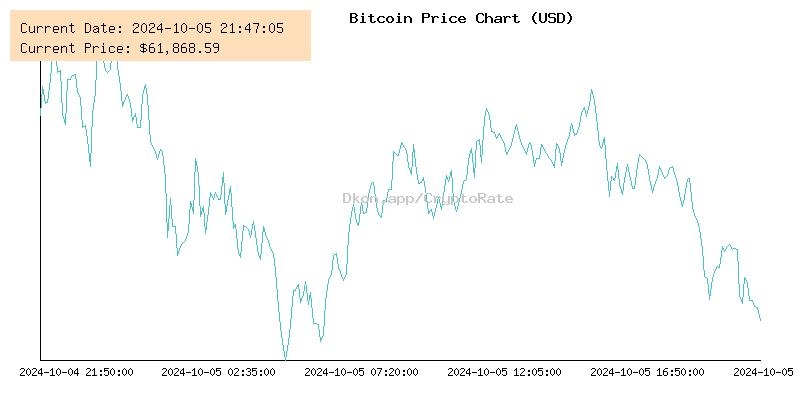 Bitcoin Price Chart (USD)
Current Date: 2024-10-05 21:47:05
Current Price: $61,868.59
Dkon.app/CryptoRate
2024-10-04 21:50:00 2024-10-05 02:35:00 2024-10-05 07:20:00 2024-10-05 12:05:00 2024-10-05 16:50:00 2024-10-05